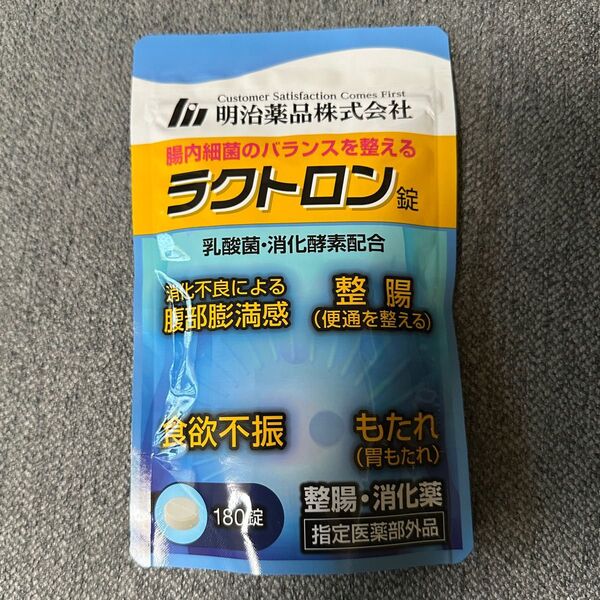 Customer Satisfaction Comes First
明治薬品株式会社
腸内細菌のバランスを整える
ラクトロン錠
乳酸菌・消化酵素配合
消化不良による
腹部膨満感
整腸
(便通を整える)
食欲不振
もたれ
(胃もたれ)
180錠
整腸・消化薬
指定医薬部外品